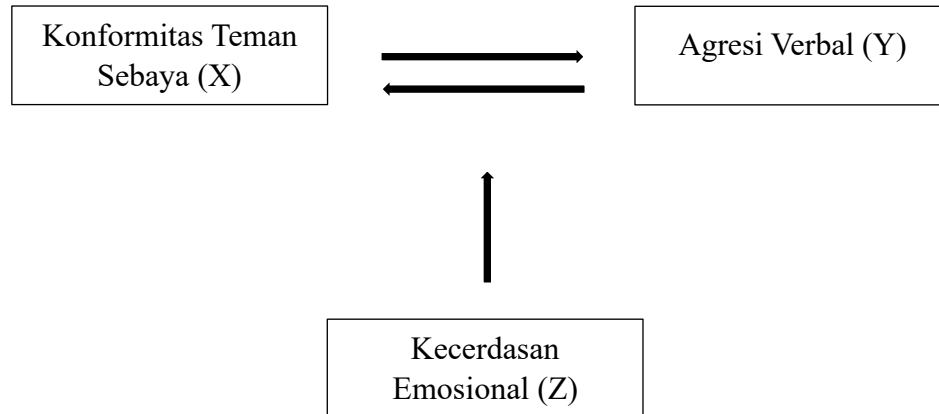 Konformitas Teman
Sebaya (X)
Agresi Verbal (Y)
Kecerdasan
Emosional (Z)